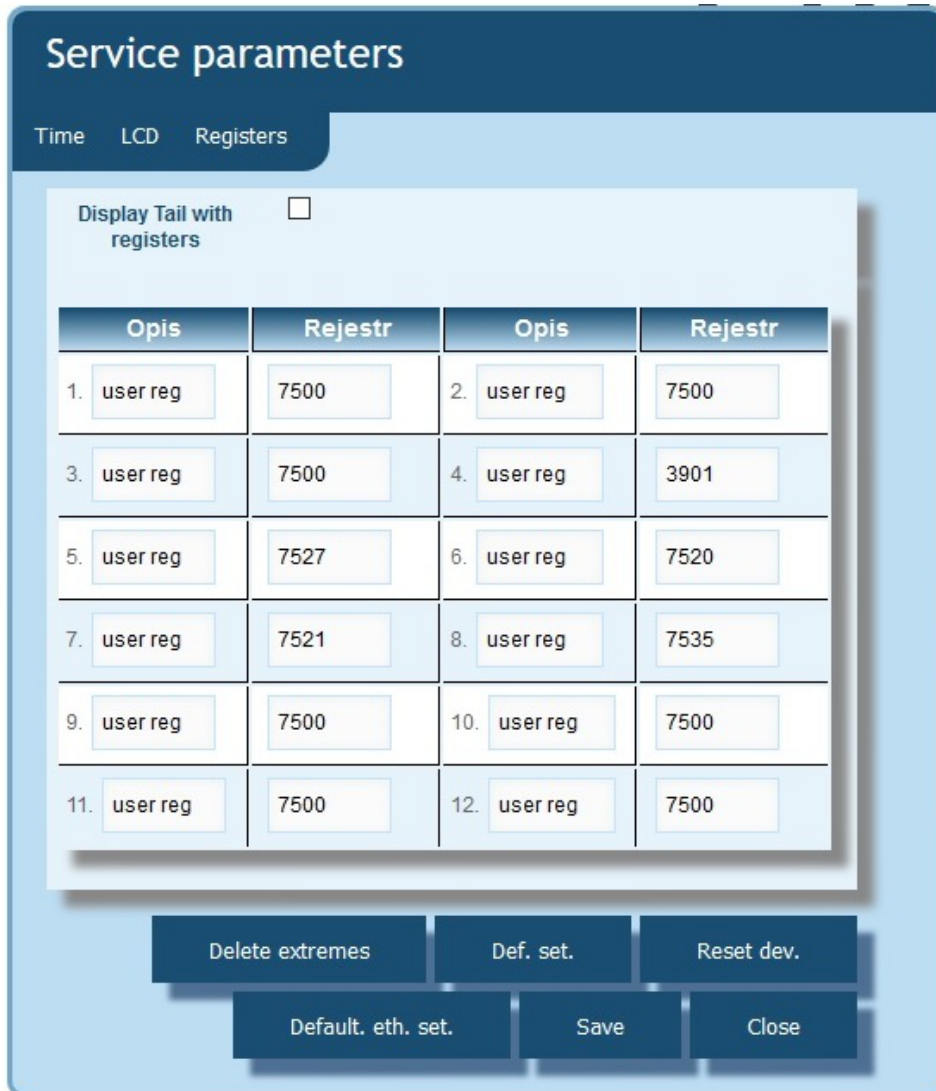 Service parameters
Time LCD Registers
Display Tail with
registers
Opis Rejestr Opis Rejestr
1. user reg 7500 2. user reg 7500
3. user reg 7500 4. user reg 3901
5. user reg 7527 6. user reg 7520
7. user reg 7521 8. user reg 7535
9. user reg 7500 10. user reg 7500
11. user reg 7500 12. user reg 7500
Delete extremes Def. set. Reset dev.
Default. eth. set. Save Close